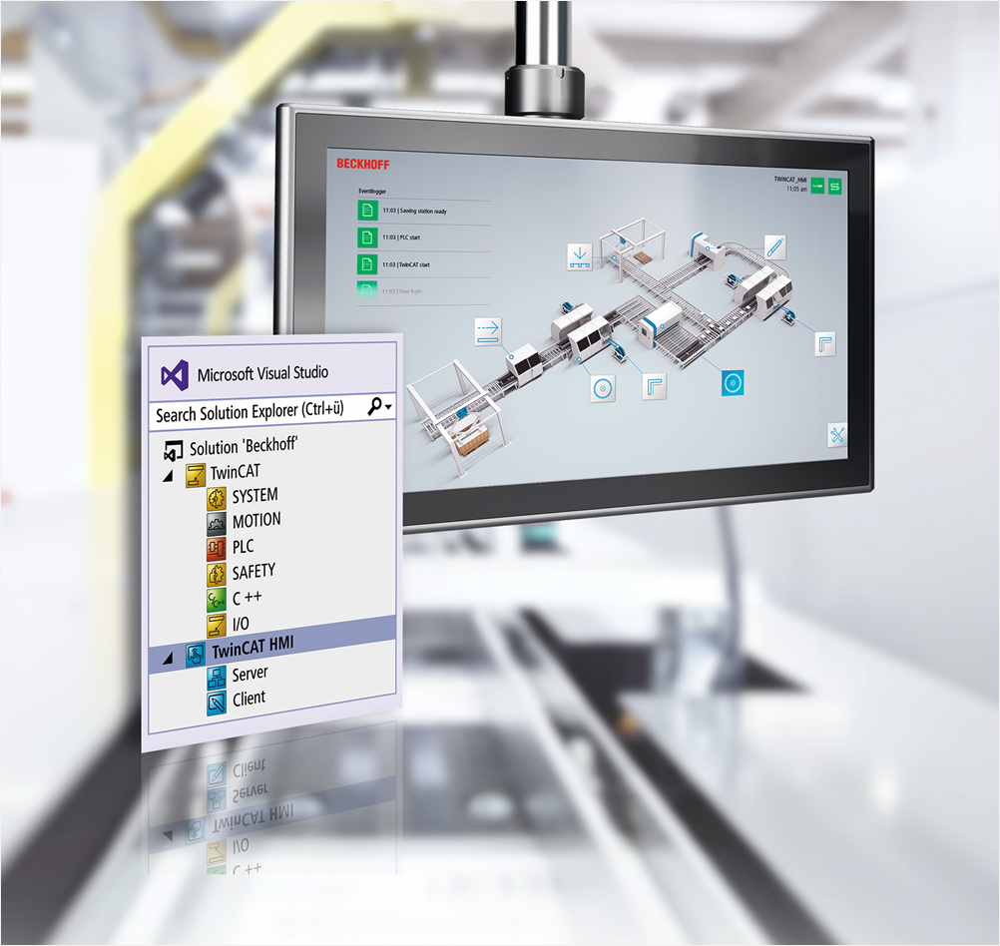 BECKHOFF
TWINCAT_HMI
11:05 am
Eventlogger
11:03 | Sawing station ready
11:03 | PLC start
11:03 | TwinCAT start
11:02 | User login
Microsoft Visual Studio
Search Solution Explorer (Ctrl+ü)
Solution 'Beckhoff'
TwinCAT
SYSTEM
MOTION
PLC
SAFETY
C ++
I/O
TwinCAT HMI
Server
Client